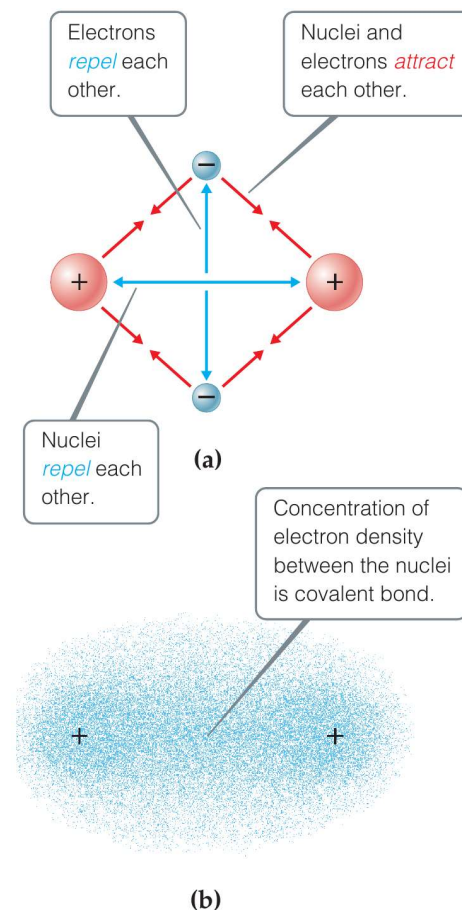 Electrons
repel each
other.
Nuclei and
electrons attract
each other.
−
+
+
−
Nuclei
repel each
other.
(a)
Concentration of
electron density
between the nuclei
is covalent bond.
+
+
(b)